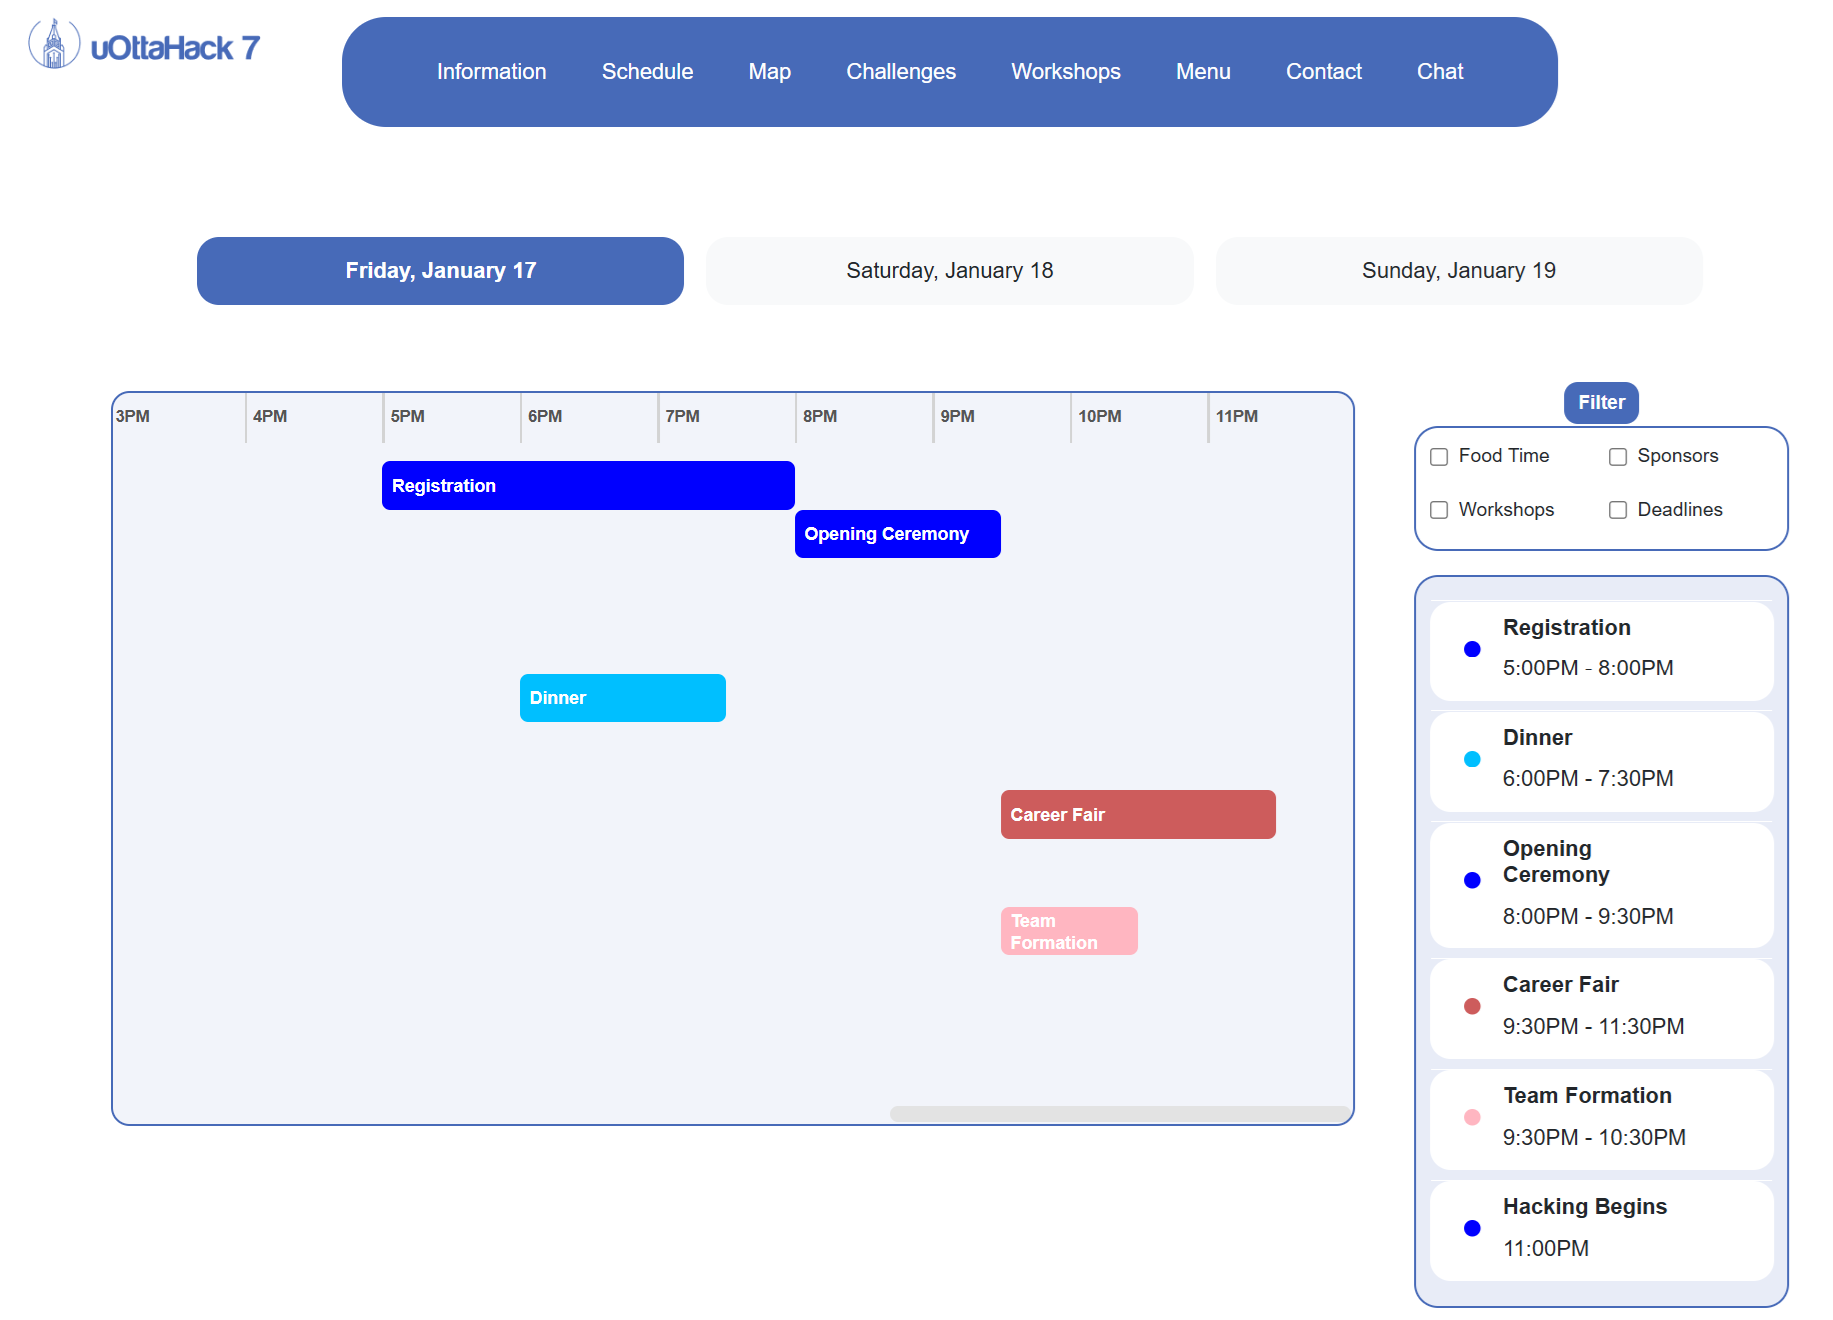 uOttaHack 7
Information Schedule Map Challenges Workshops Menu Contact Chat
Friday, January 17 Saturday, January 18 Sunday, January 19
3PM 4PM 5PM 6PM 7PM 8PM 9PM 10PM 11PM
Registration
Opening Ceremony
Dinner
Career Fair
Team
Formation
Filter
Food Time Sponsors
Workshops Deadlines
Registration
5:00PM - 8:00PM
Dinner
6:00PM - 7:30PM
Opening
Ceremony
8:00PM - 9:30PM
Career Fair
9:30PM - 11:30PM
Team Formation
9:30PM - 10:30PM
Hacking Begins
11:00PM